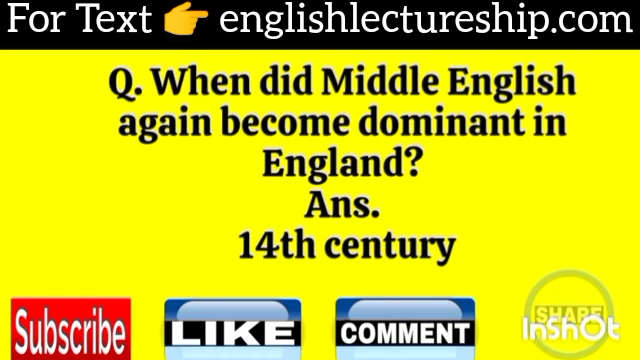 For Text 👉 englishlectureship.com
Q. When did Middle English
again become dominant in
England?
Ans.
14th century
Subscribe
LIKE
COMMENT
SHARE
InShOt